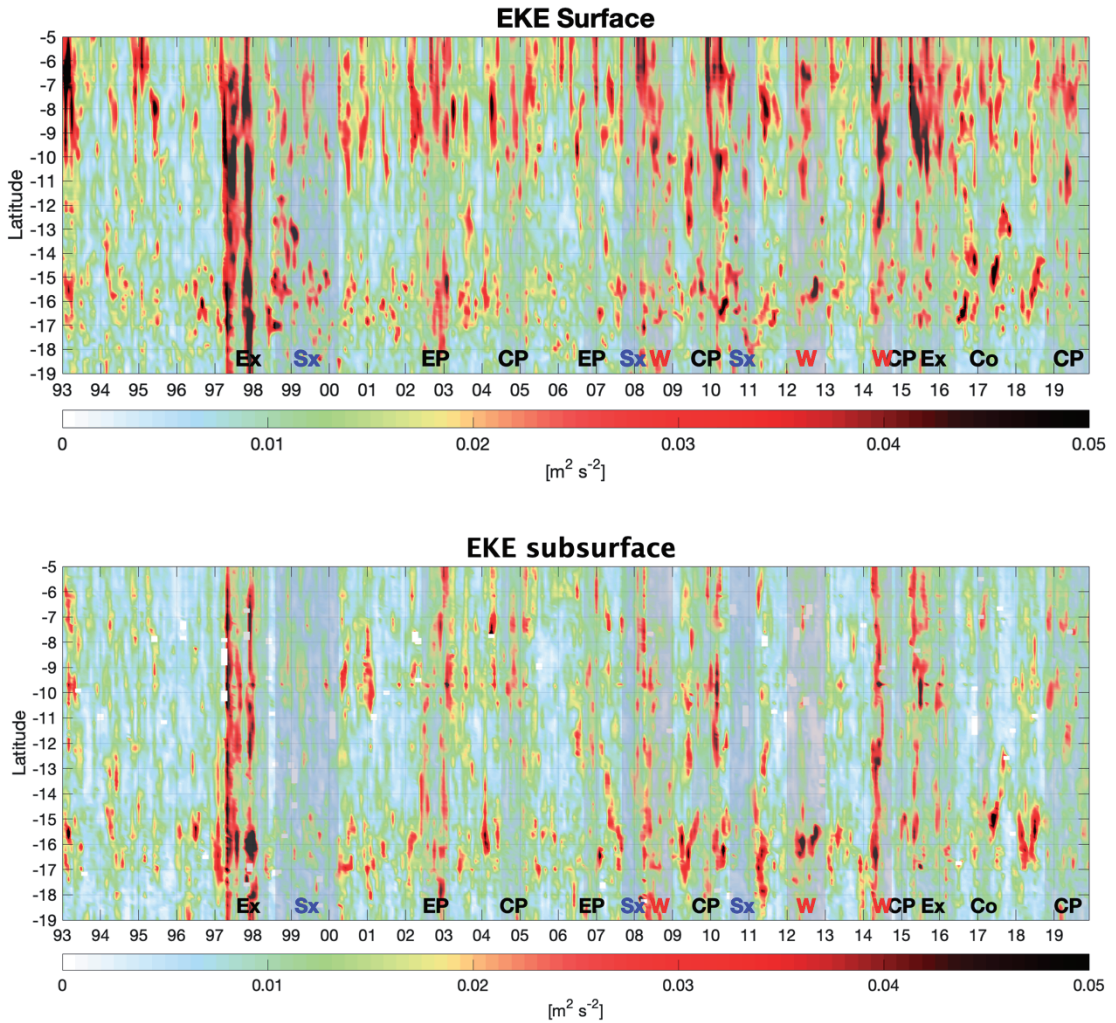 EKE Surface
Latitude
-5
-6
-7
-8
-9
-10
-11
-12
-13
-14
-15
-16
-17
-18
-19
Ex Sx EP CP EP Sx W CP Sx W W CP Ex Co CP
93 94 95 96 97 98 99 00 01 02 03 04 05 06 07 08 09 10 11 12 13 14 15 16 17 18 19
0 0.01 0.02 0.03 0.04 0.05
[m² s⁻²]
EKE subsurface
Latitude
-5
-6
-7
-8
-9
-10
-11
-12
-13
-14
-15
-16
-17
-18
-19
Ex Sx EP CP EP Sx W CP Sx W W CP Ex Co CP
93 94 95 96 97 98 99 00 01 02 03 04 05 06 07 08 09 10 11 12 13 14 15 16 17 18 19
0 0.01 0.02 0.03 0.04 0.05
[m² s⁻²]